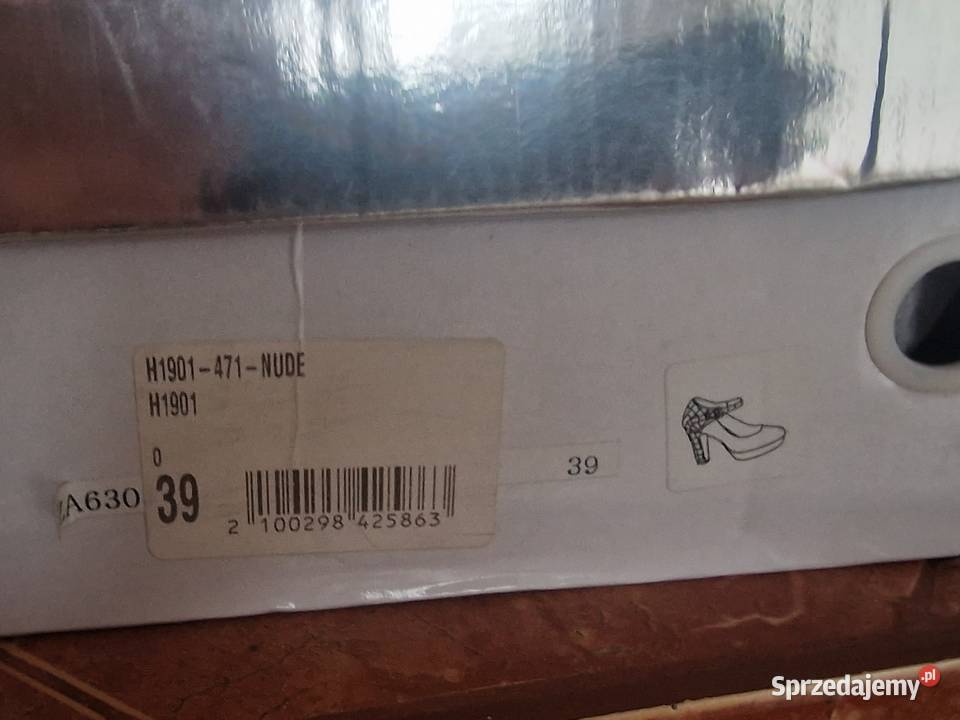 H1901-471-NUDE
H1901
0
39
2 100298 425863
A630
39
Sprzedajemy.pl